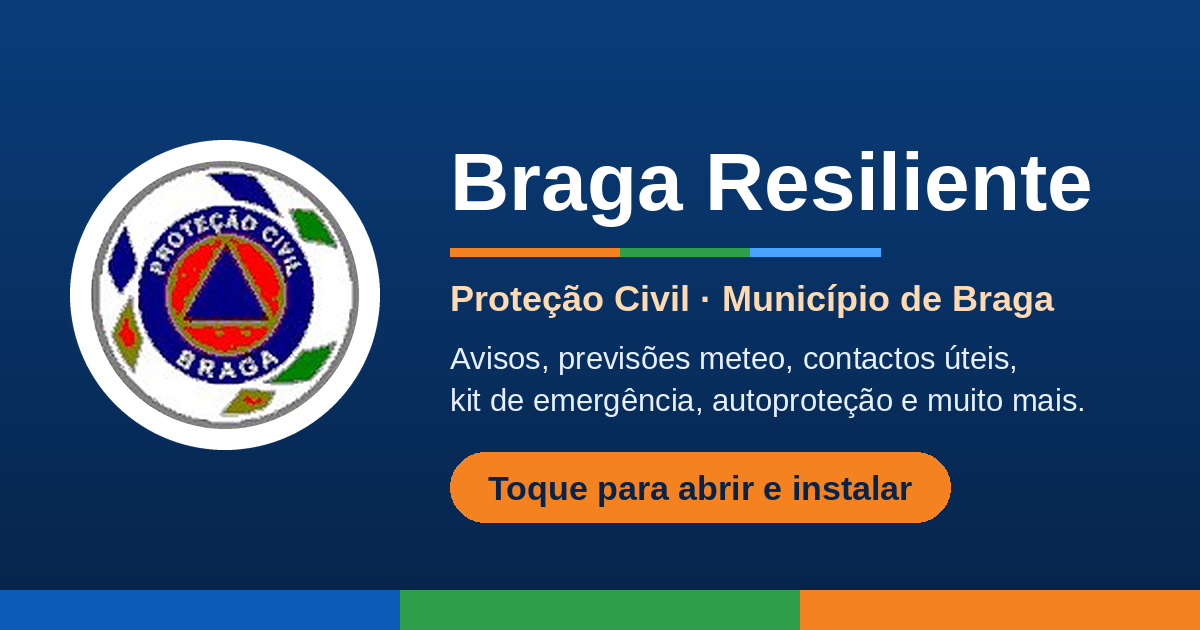 PROTEÇÃO CIVIL
BRAGA
Braga Resiliente
Proteção Civil · Município de Braga
Avisos, previsões meteo, contactos úteis,
kit de emergência, autoproteção e muito mais.
Toque para abrir e instalar